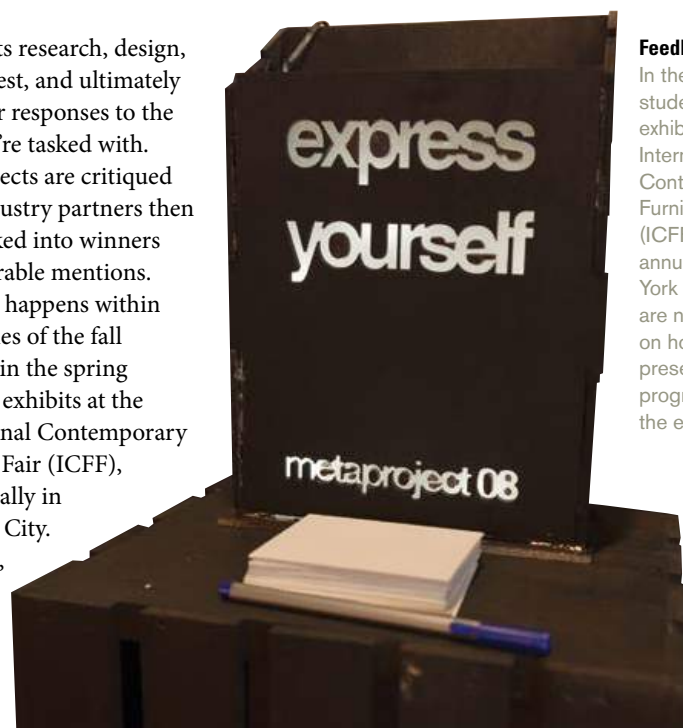 ts research, design,
est, and ultimately
r responses to the
're tasked with.
ects are critiqued
ustry partners then
ked into winners
rable mentions.
happens within
es of the fall
in the spring
exhibits at the
nal Contemporary
Fair (ICFF),
ally in
City.
,
express
yourself
metaproject 08
Feed
In the
stude
exhib
Intern
Cont
Furni
(ICF
annu
York
are n
on ho
prese
progr
the e